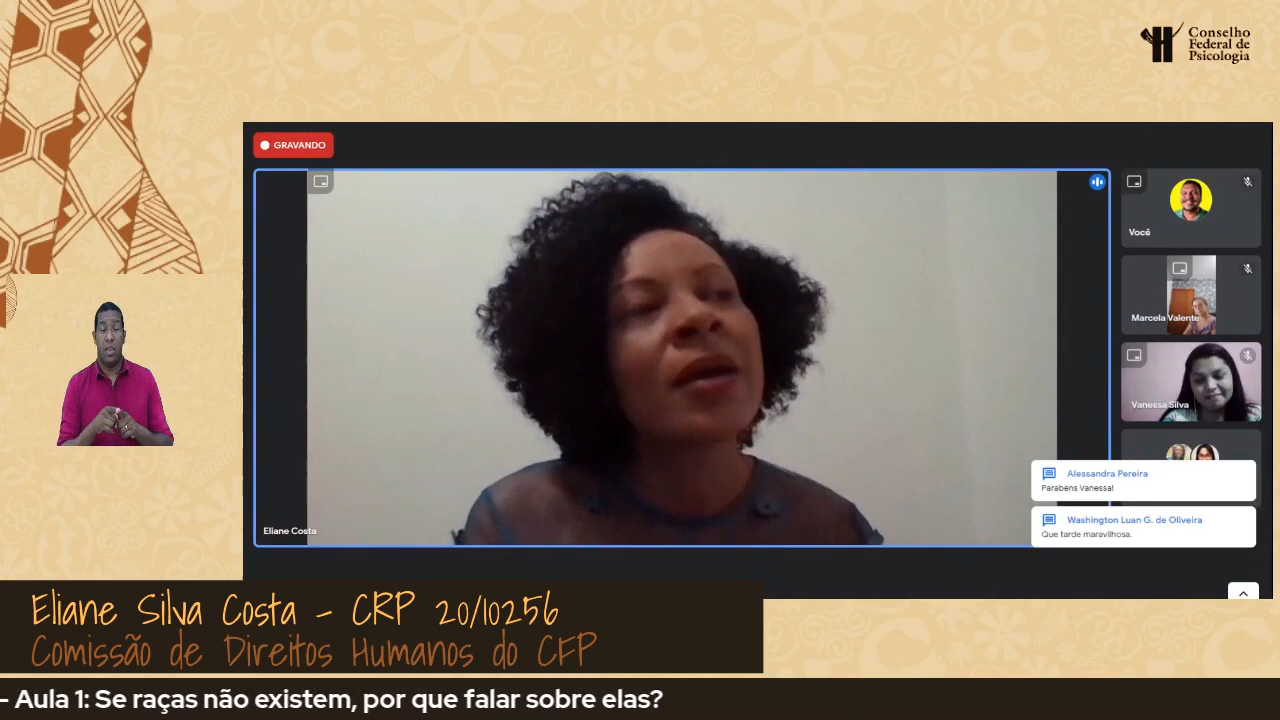 Conselho
Federal de
Psicologia
GRAVANDO
Você
Marcela Valente
Vanessa Silva
Alessandra Pereira
Parabéns Vanessa!
Washington Luan G. de Oliveira
Que tarde maravilhosa.
Eliane Costa
Eliane Silva Costa - CRP 20/10256
Comissão de Direitos Humanos do CFP
- Aula 1: Se raças não existem, por que falar sobre elas?